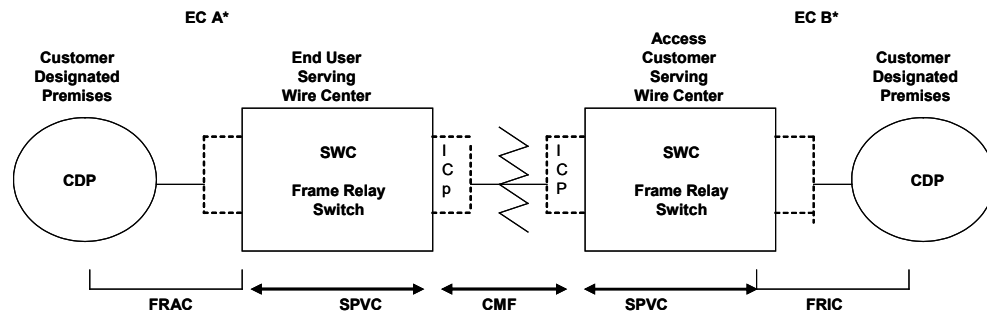 EC A*
EC B*
Customer
Designated
Premises
End User
Serving
Wire Center
Access
Customer
Serving
Wire Center
Customer
Designated
Premises
CDP
SWC
Frame Relay
Switch
I
C
p
I
C
P
SWC
Frame Relay
Switch
CDP
FRAC
SPVC
CMF
SPVC
FRIC